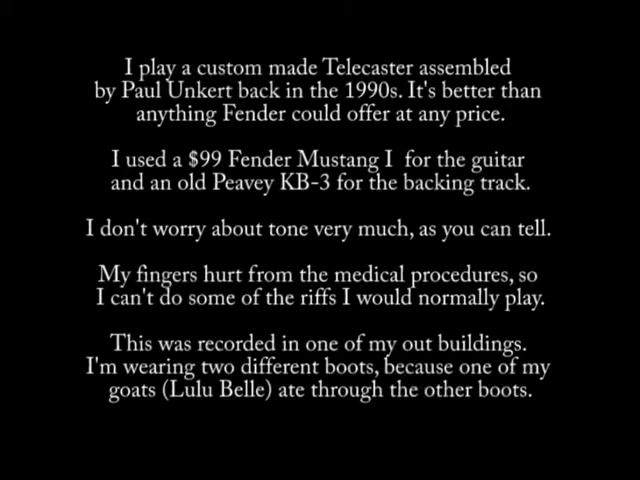 I play a custom made Telecaster assembled
by Paul Unkert back in the 1990s. It's better than
anything Fender could offer at any price.
I used a $99 Fender Mustang I for the guitar
and an old Peavey KB-3 for the backing track.
I don't worry about tone very much, as you can tell.
My fingers hurt from the medical procedures, so
I can't do some of the riffs I would normally play.
This was recorded in one of my out buildings.
I'm wearing two different boots, because one of my
goats (Lulu Belle) ate through the other boots.